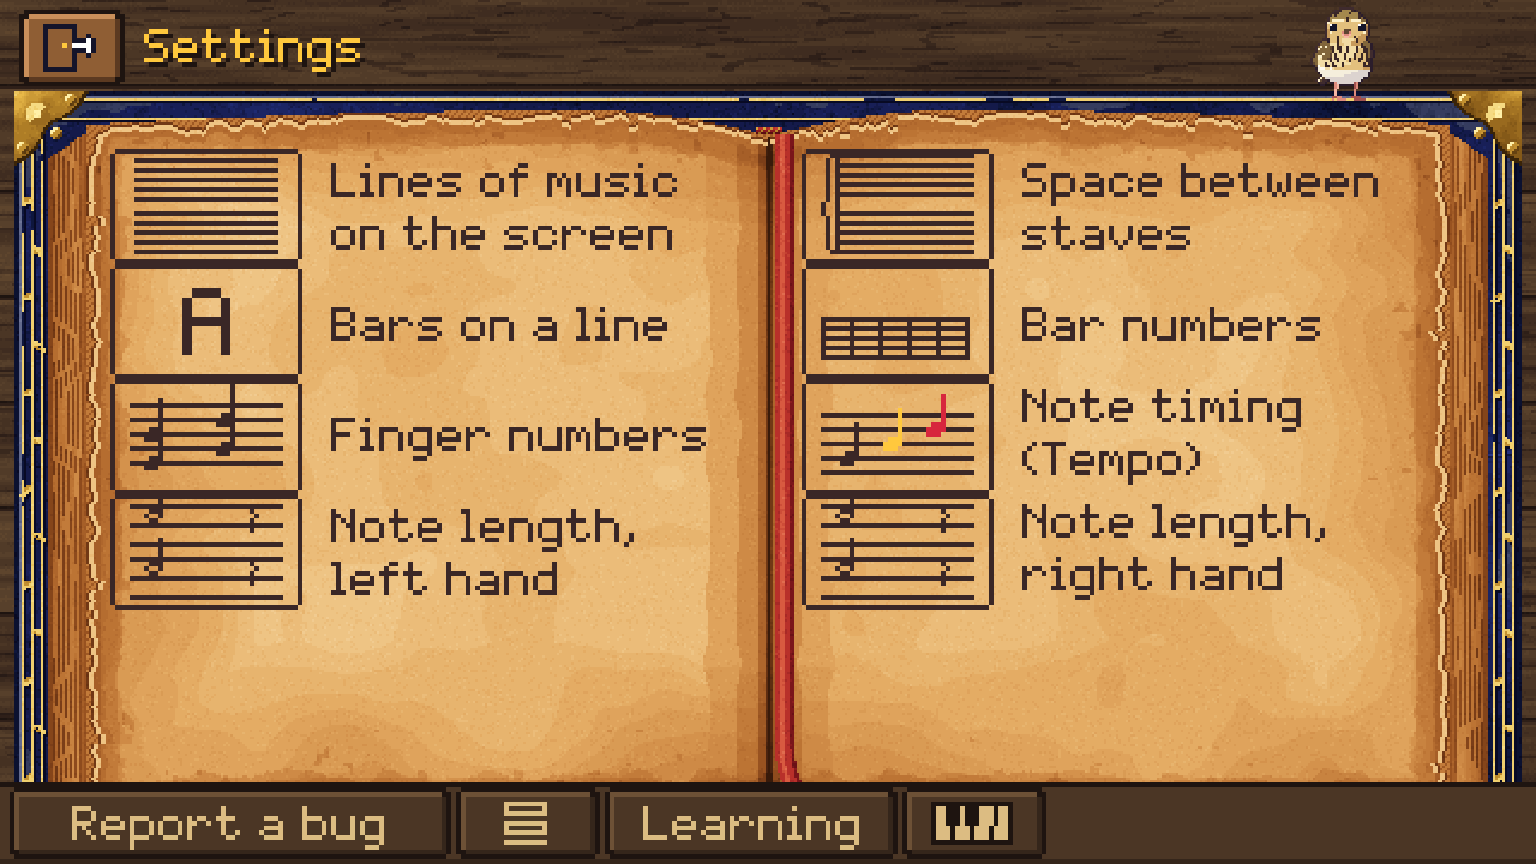 Settings
Lines of music
on the screen
A
Bars on a line
Finger numbers
Note length,
left hand
Space between
staves
Bar numbers
Note timing
(Tempo)
Note length,
right hand
Report a bug
Learning